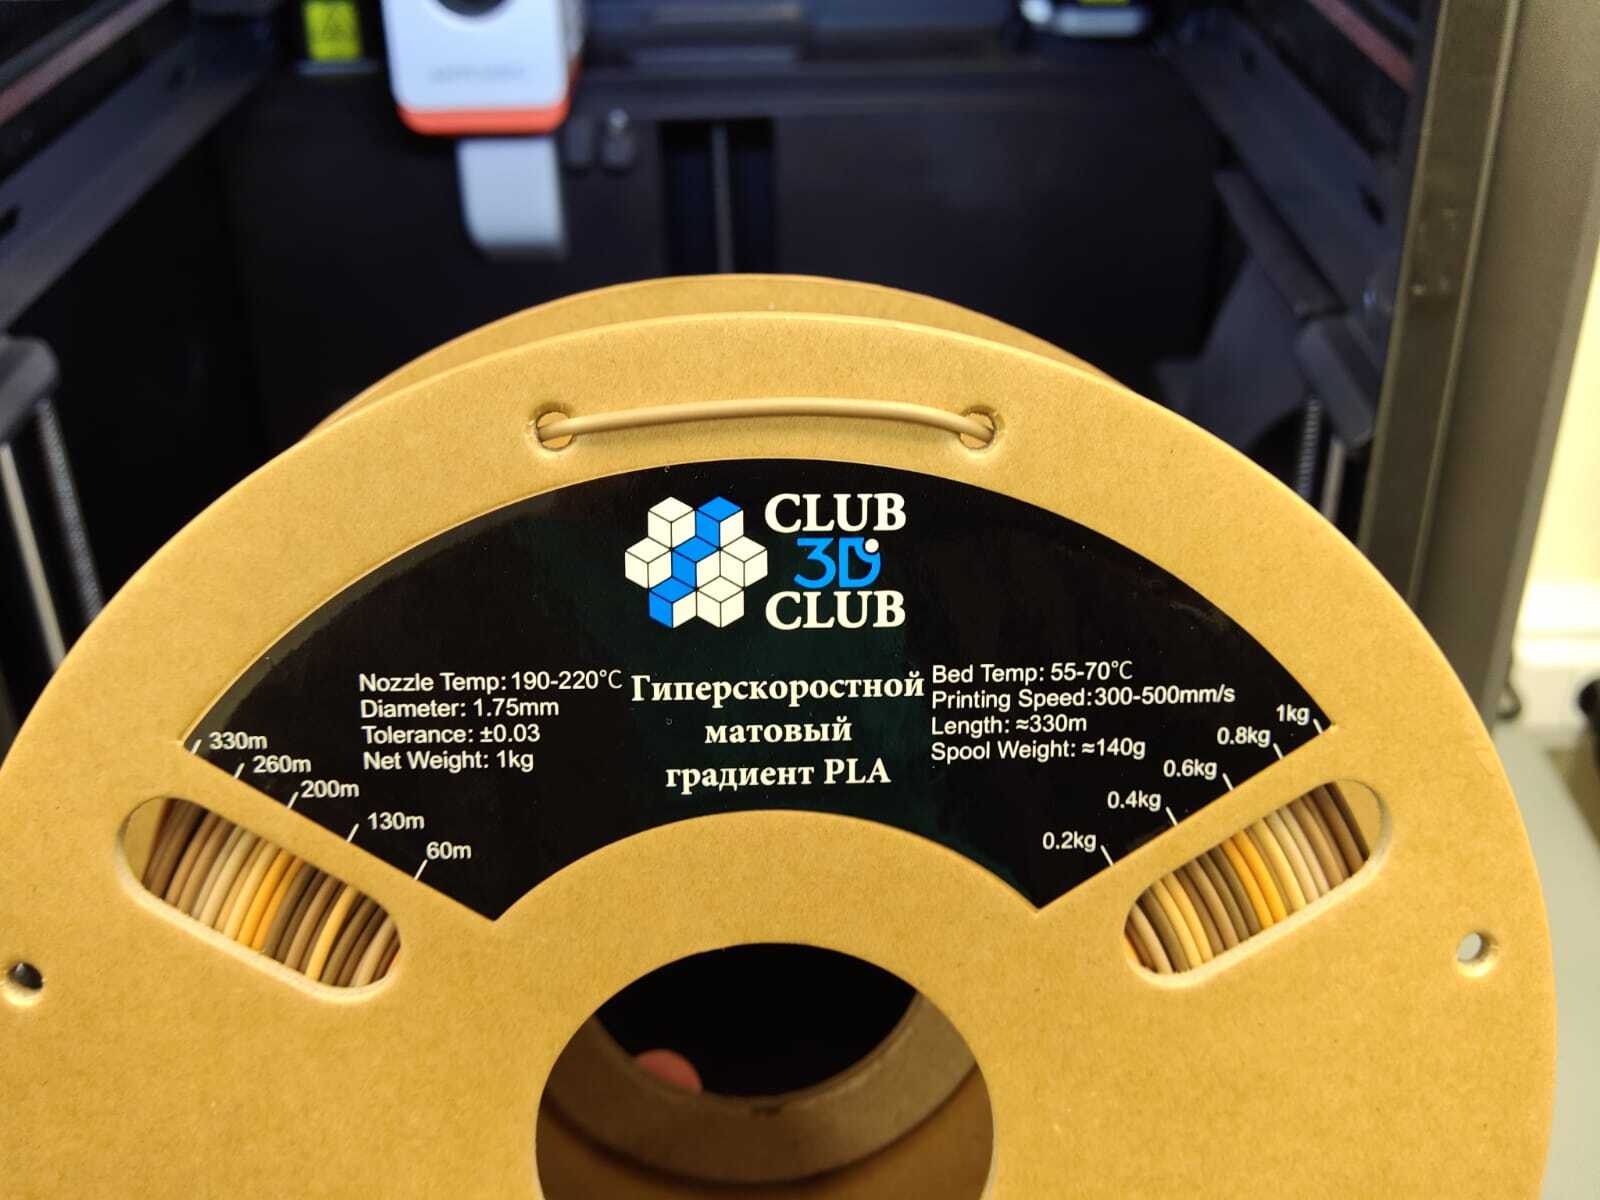 CLUB
3D
CLUB
Nozzle Temp: 190-220°C
Diameter: 1.75mm
Tolerance: ±0.03
Net Weight: 1kg
Гиперскоростной
матовый
градиент PLA
Bed Temp: 55-70°C
Printing Speed:300-500mm/s
Length: ≈330m
Spool Weight: ≈140g
330m
260m
200m
130m
60m
1kg
0.8kg
0.6kg
0.4kg
0.2kg